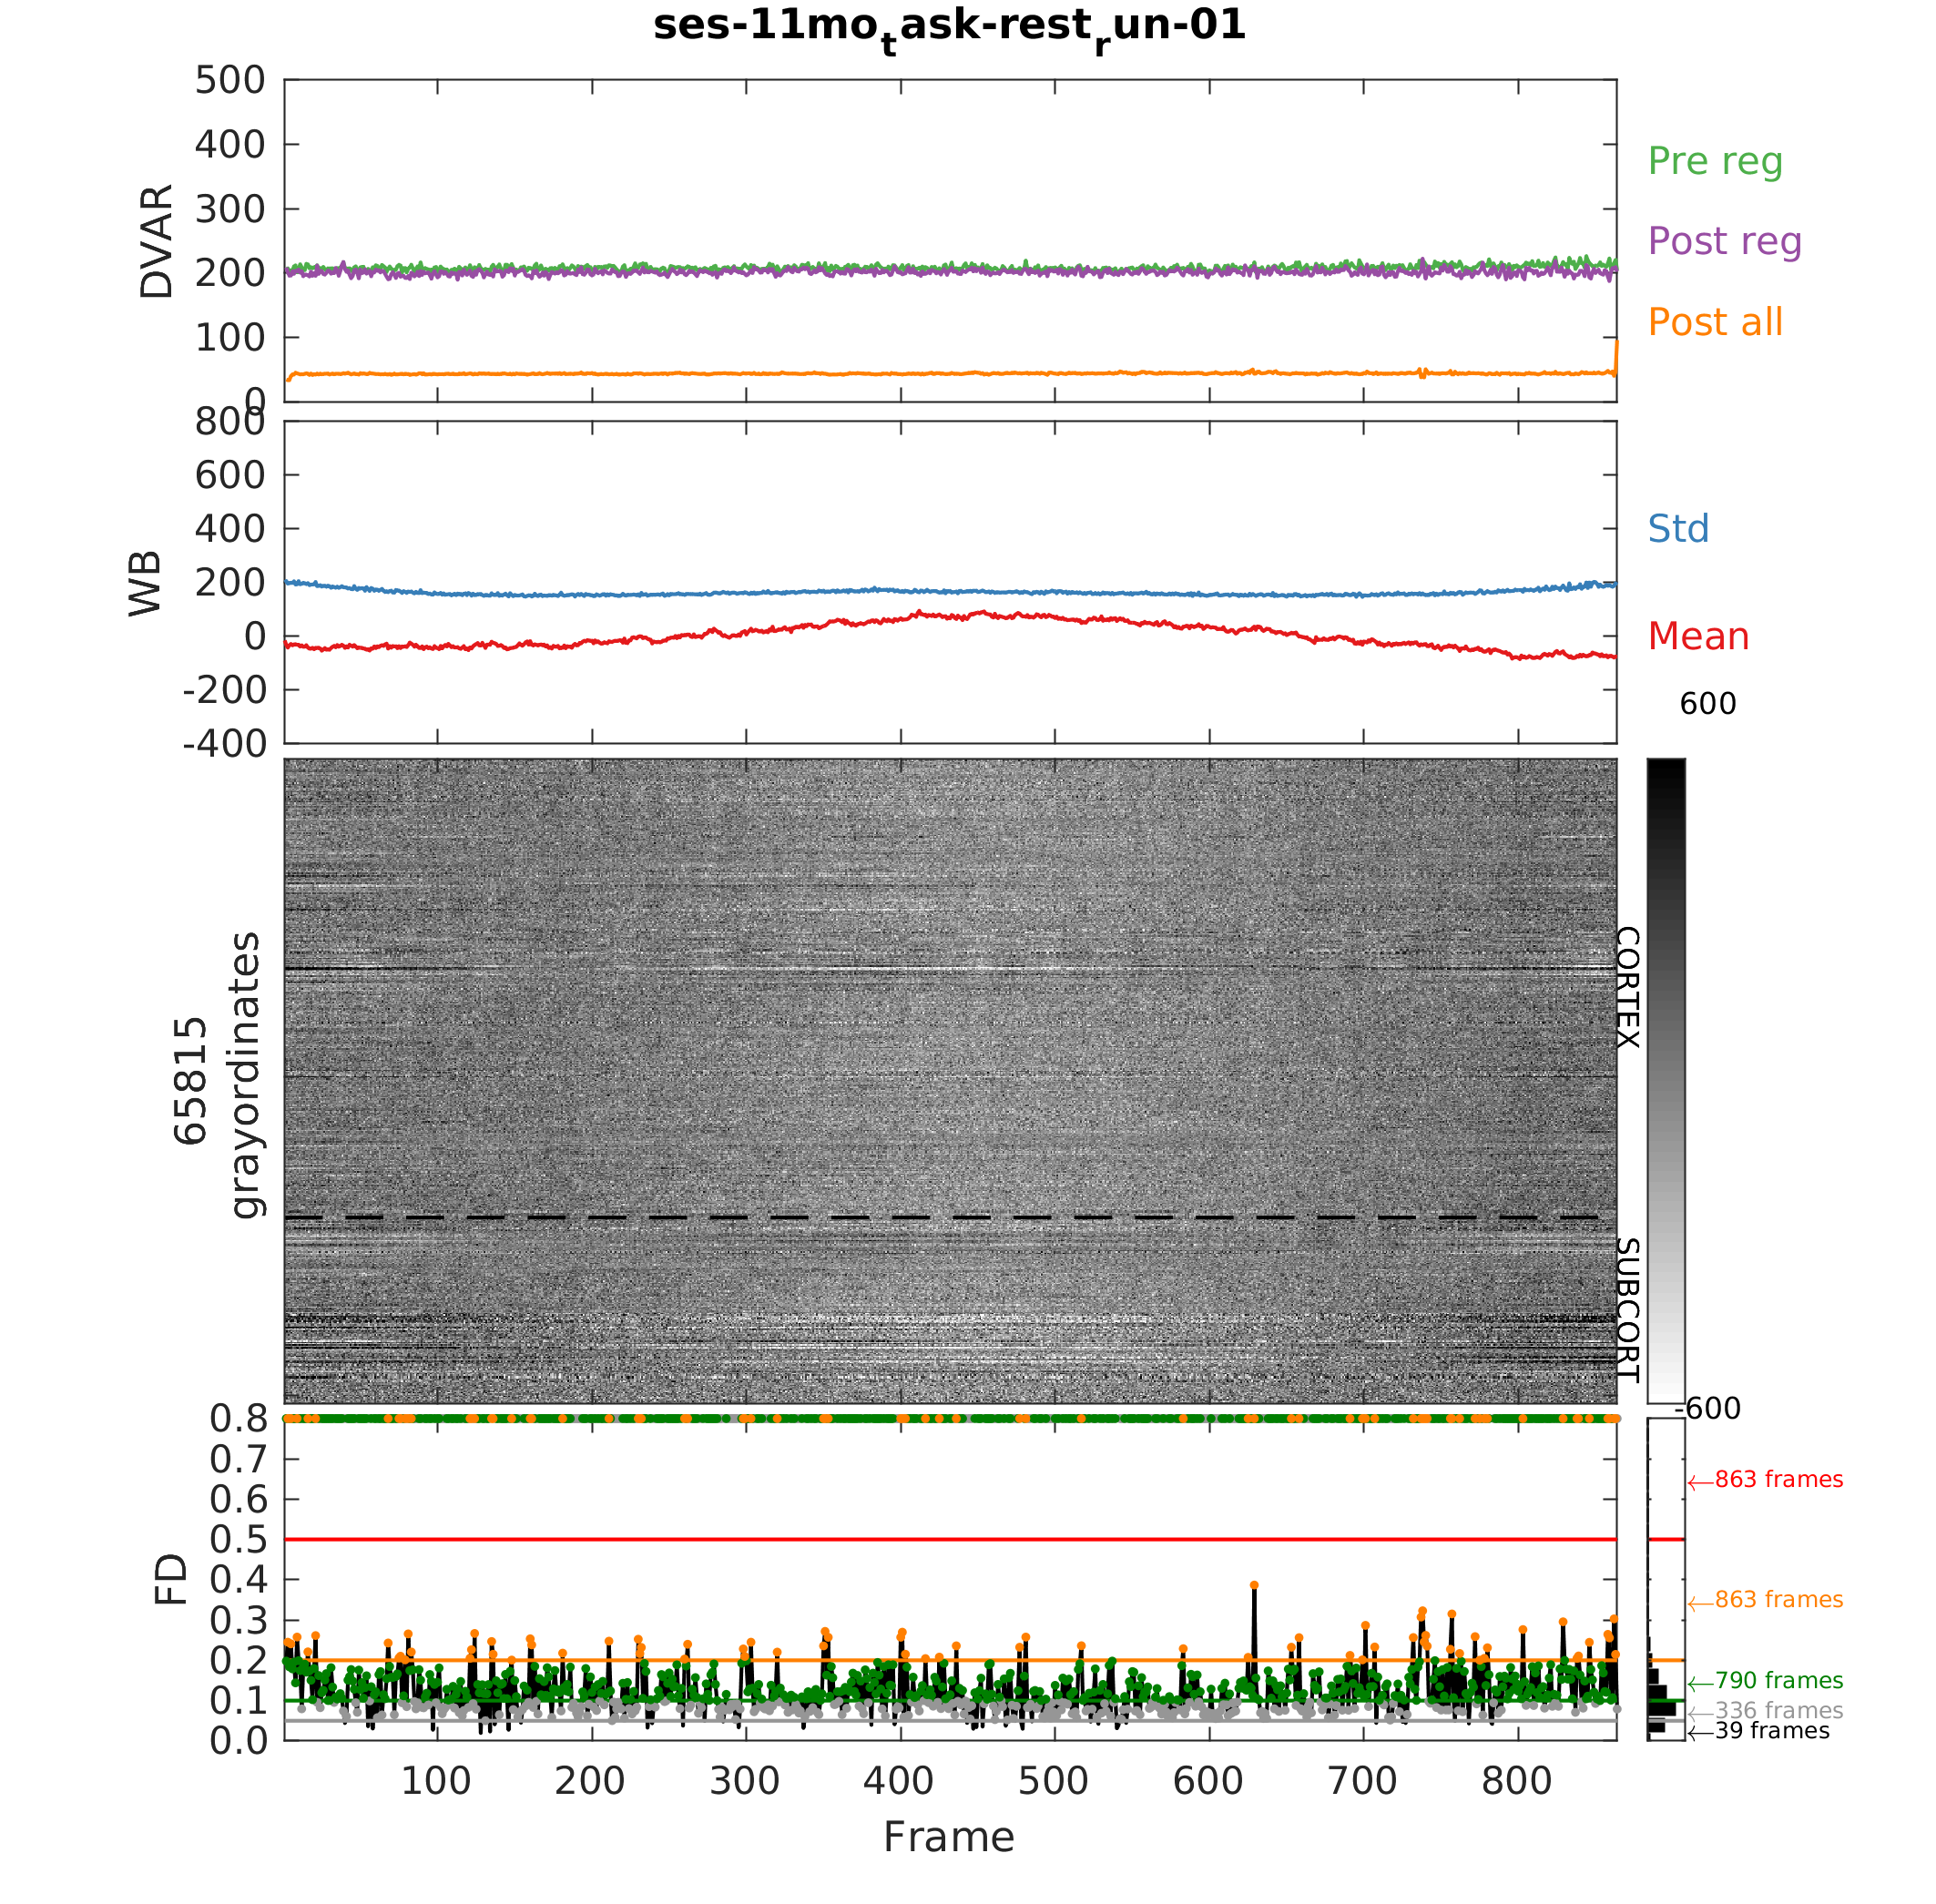 ses-11mo_task-rest_run-01
500
400
300
200
100
0
DVAR
Pre reg
Post reg
Post all
800
600
400
200
0
-200
-400
WB
Std
Mean
600
65815
grayordinates
CORTEX
SUBCORT
-600
0.8
0.7
0.6
0.5
0.4
0.3
0.2
0.1
0.0
FD
←863 frames
←863 frames
←790 frames
←336 frames
←39 frames
100 200 300 400 500 600 700 800
Frame